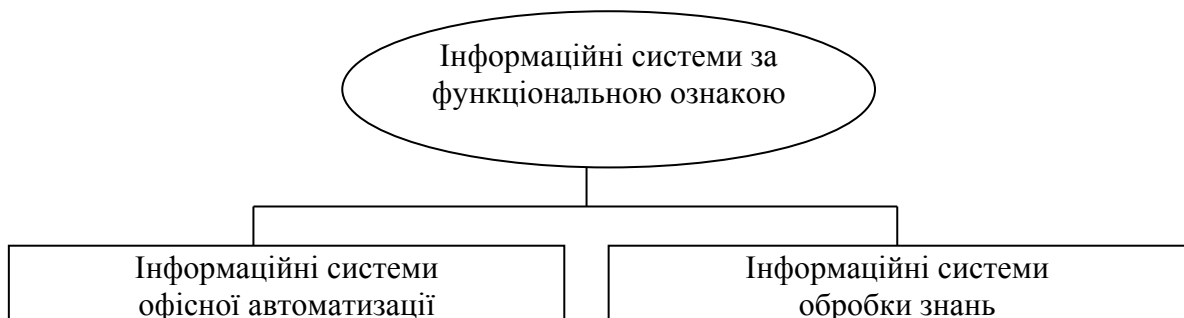 Інформаційні системи за
функціональною ознакою
Інформаційні системи
офісної автоматизації
Інформаційні системи
обробки знань